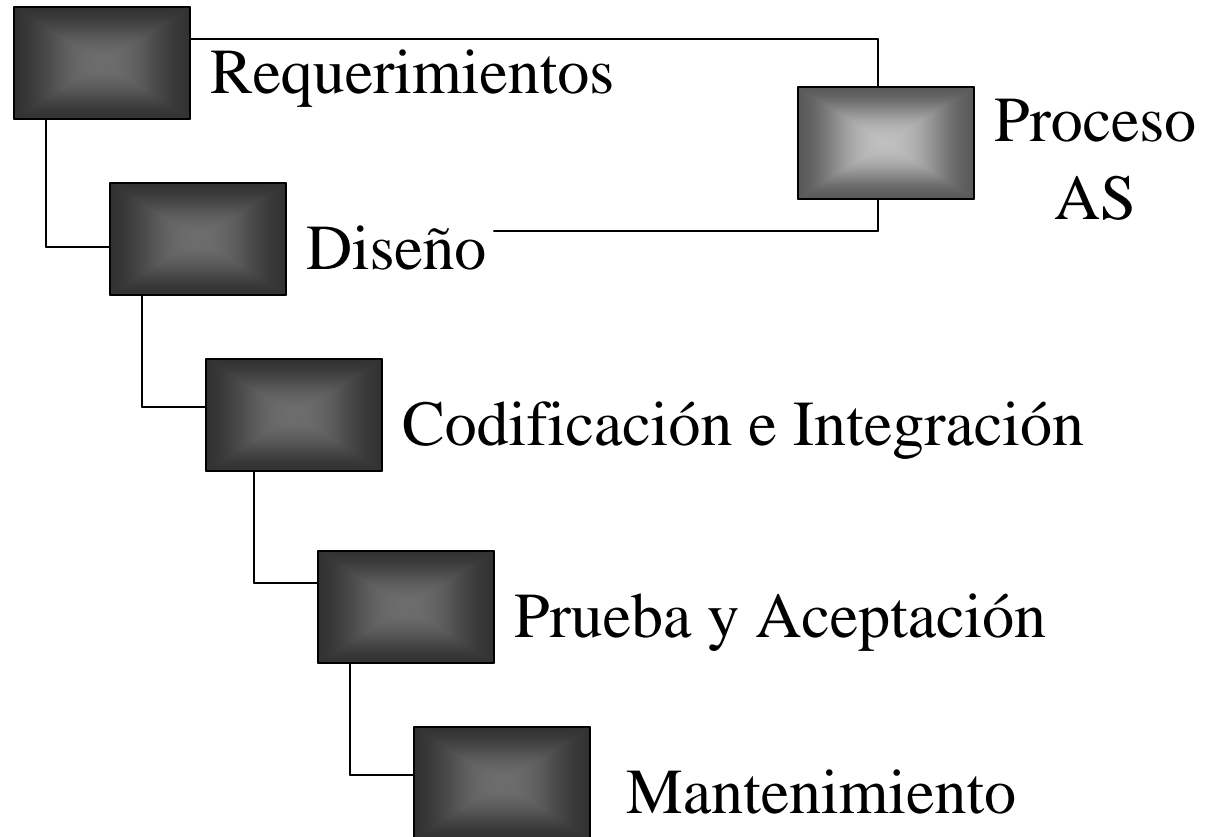 Requerimientos
Proceso
AS
Diseño
Codificación e Integración
Prueba y Aceptación
Mantenimiento